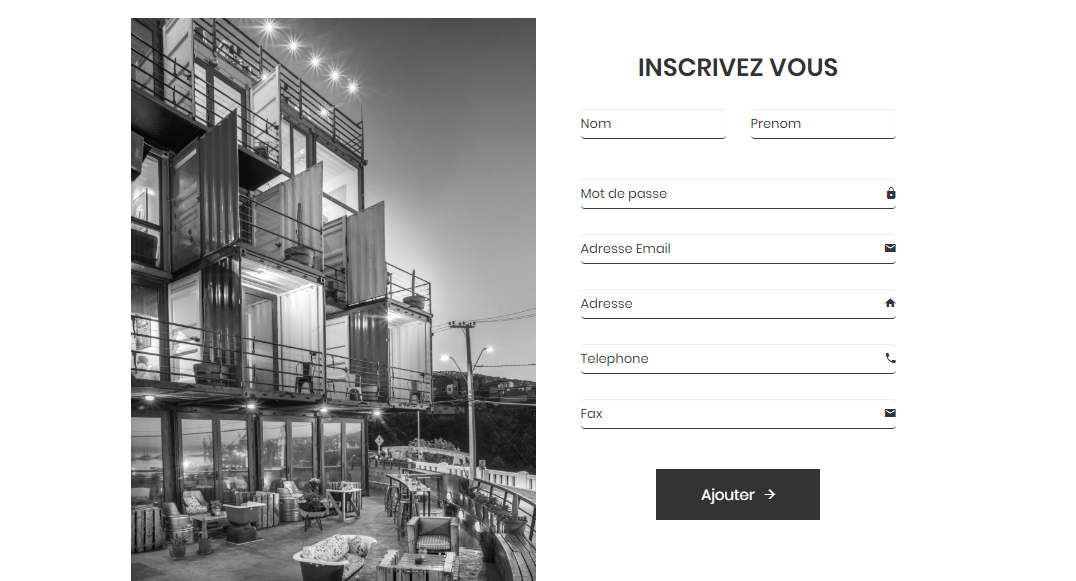 INSCRIVEZ VOUS
Nom Prenom
Mot de passe
Adresse Email
Adresse
Telephone
Fax
Ajouter →